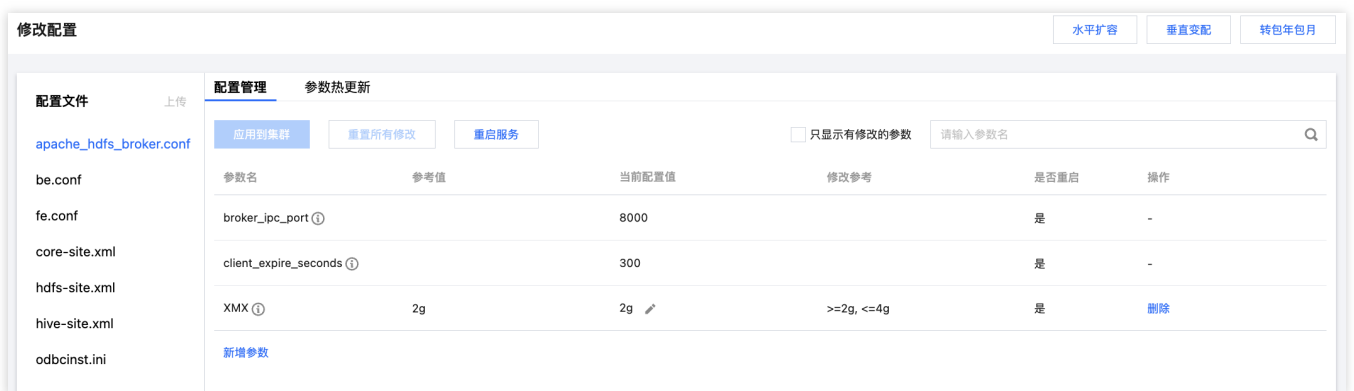 修改配置
水平扩容 垂直变配 转包年包月
配置文件 上传
apache_hdfs_broker.conf
be.conf
fe.conf
core-site.xml
hdfs-site.xml
hive-site.xml
odbcinst.ini
配置管理 参数热更新
应用到集群 重置所有修改 重启服务 只显示有修改的参数 请输入参数名
参数名 参考值 当前配置值 修改参考 是否重启 操作
broker_ipc_port 8000 是 -
client_expire_seconds 300 是 -
XMX 2g 2g >=2g, <=4g 是 删除
新增参数